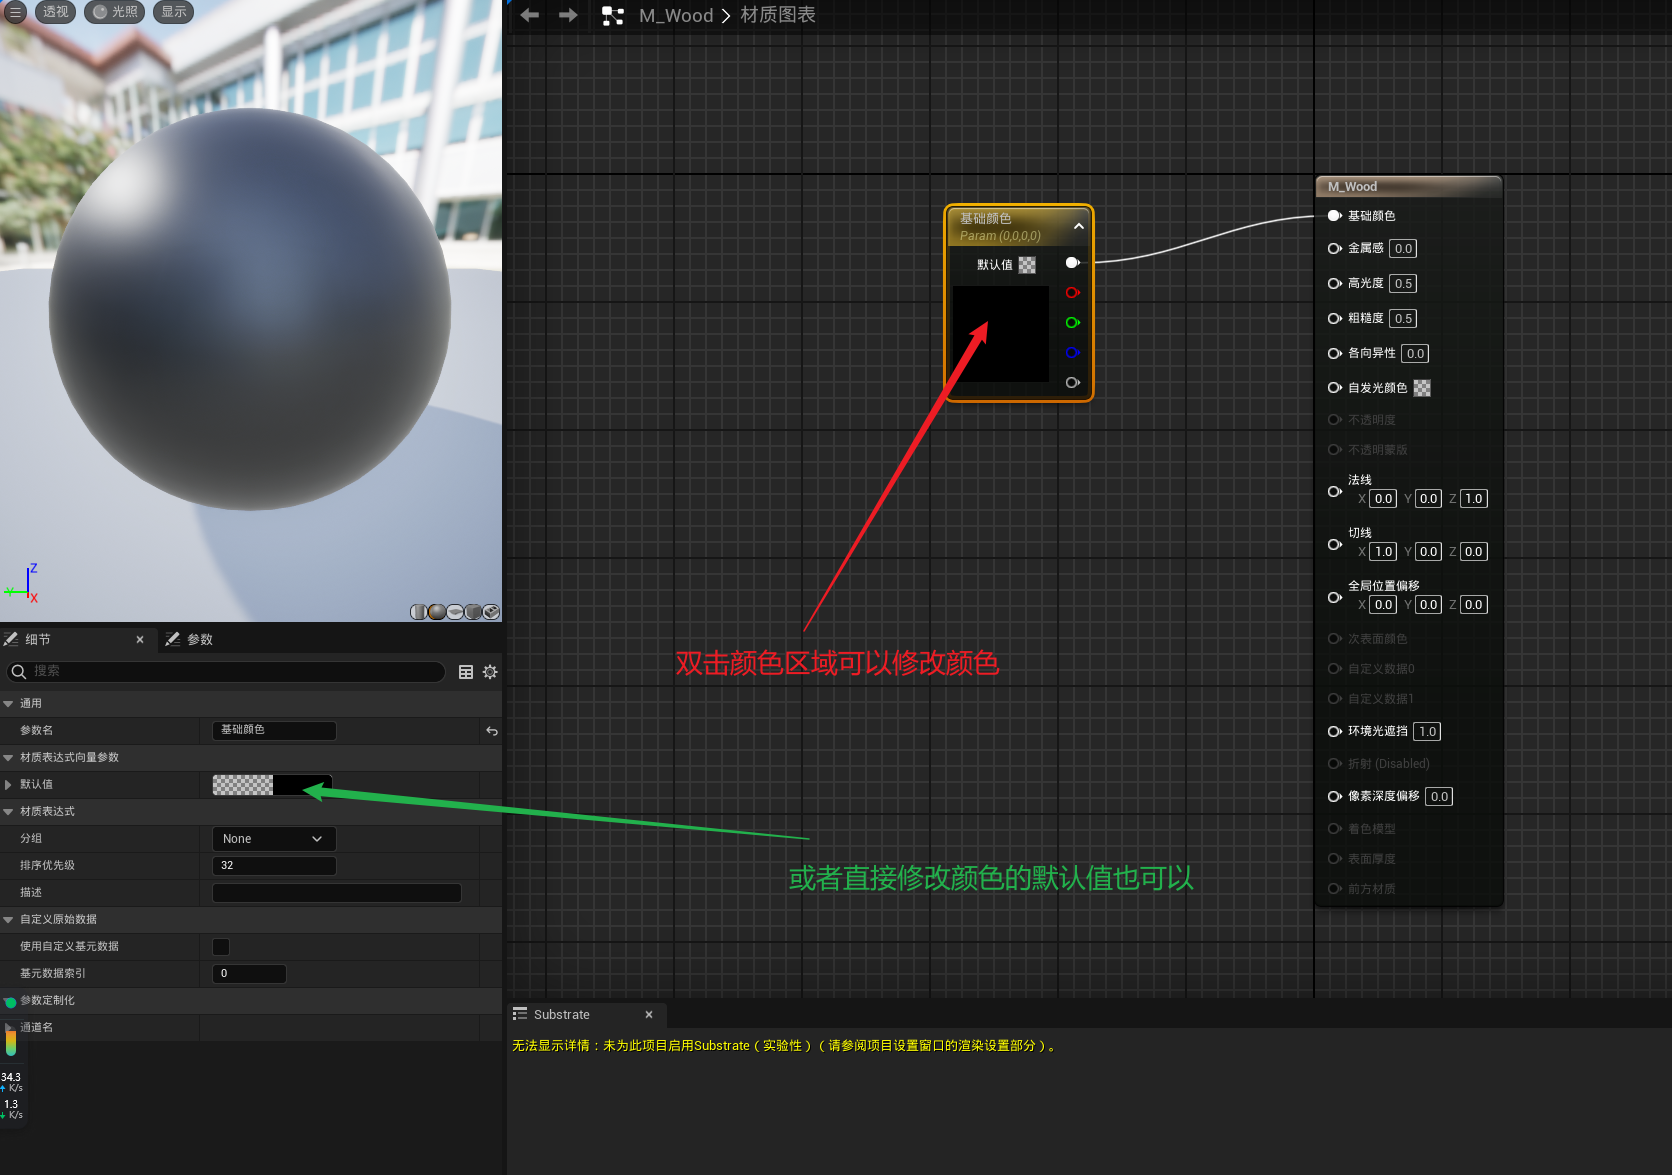 透视
光照
显示
M_Wood > 材质图表
Z
Y
X
基础颜色
Param (0,0,0,0)
默认值
M_Wood
基础颜色
金属感 0.0
高光度 0.5
粗糙度 0.5
各向异性 0.0
自发光颜色
不透明度
不透明蒙版
法线
X 0.0 Y 0.0 Z 1.0
切线
X 1.0 Y 0.0 Z 0.0
全局位置偏移
X 0.0 Y 0.0 Z 0.0
次表面颜色
自定义数据0
自定义数据1
环境光遮挡 1.0
折射 (Disabled)
像素深度偏移 0.0
着色模型
表面厚度
前方材质
双击颜色区域可以修改颜色
或者直接修改颜色的默认值也可以
细节
参数
搜索
通用
参数名 基础颜色
材质表达式向量参数
默认值
材质表达式
分组 None
排序优先级 32
描述
自定义原始数据
使用自定义基元数据
基元数据索引 0
参数定制化
通道名
34.3
K/s
1.3
K/s
Substrate
无法显示详情：未为此项目启用Substrate（实验性）（请参阅项目设置窗口的渲染设置部分）。